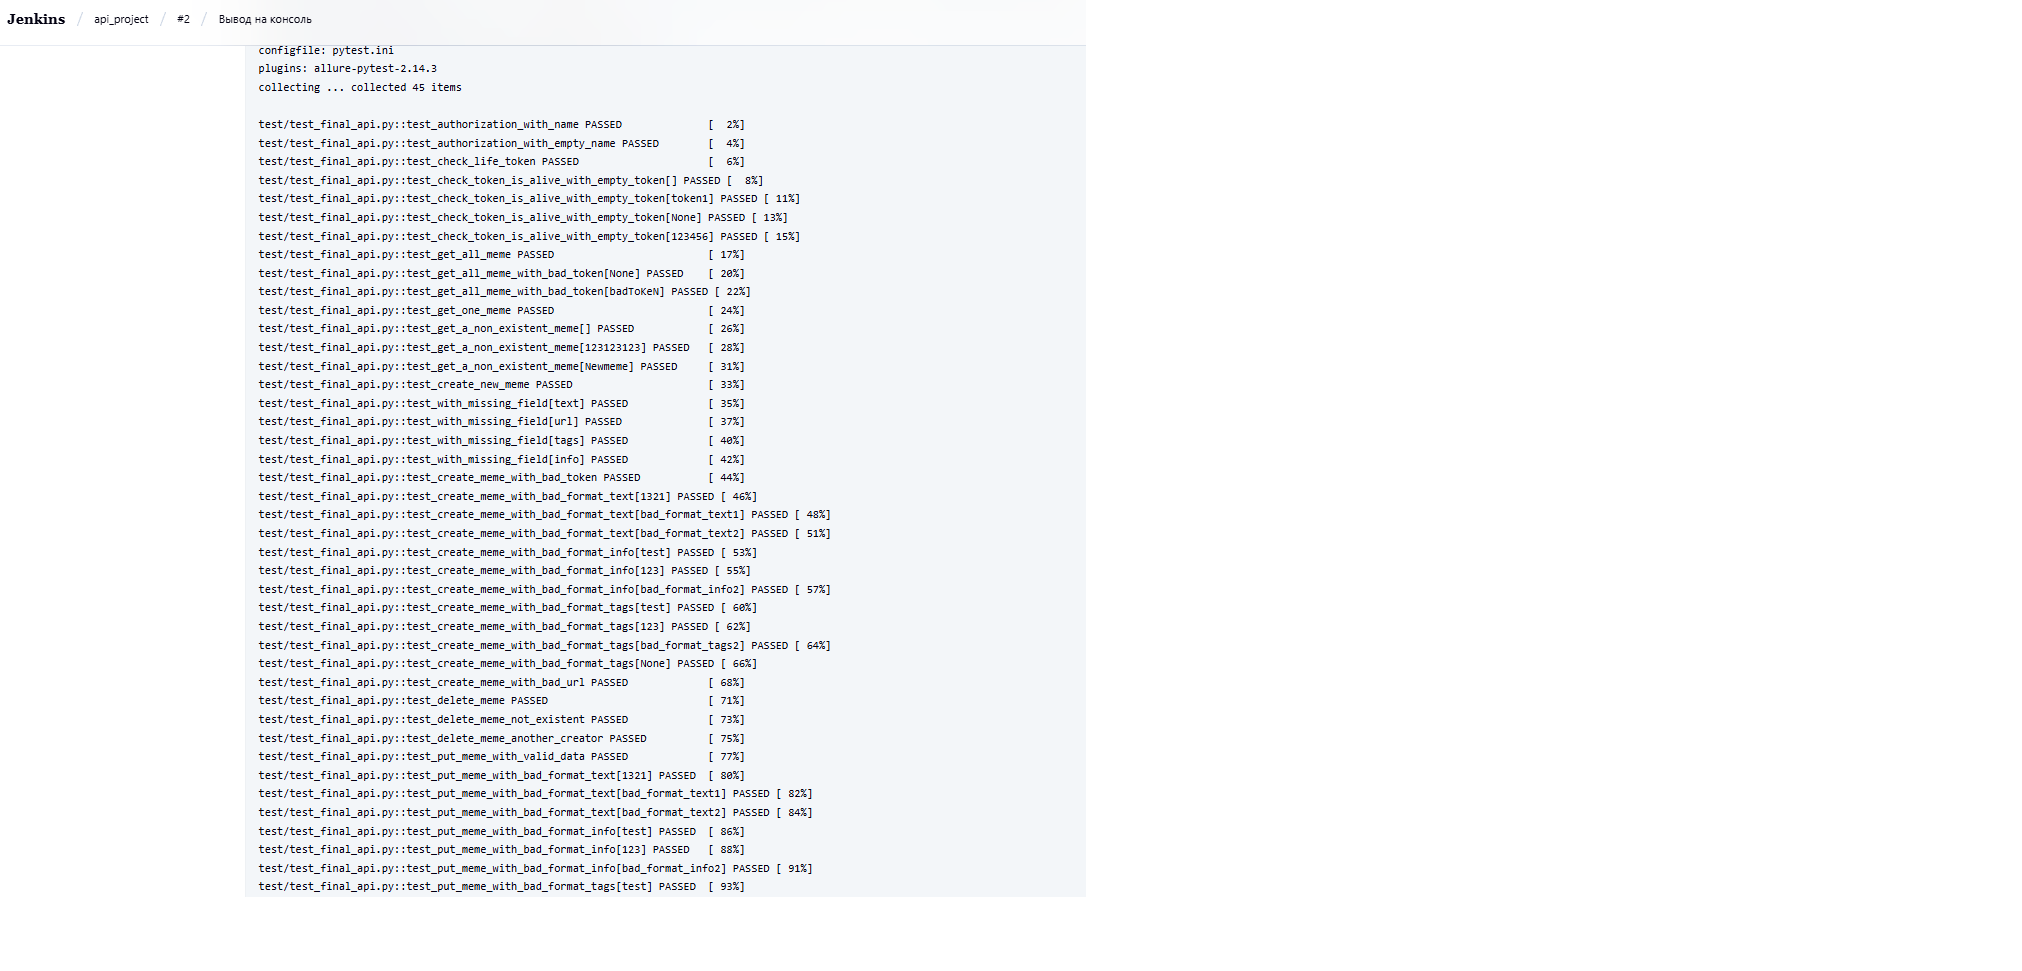 Jenkins / api_project / #2 / Вывод на консоль
configfile: pytest.ini
plugins: allure-pytest-2.14.3
collecting ... collected 45 items
test/test_final_api.py::test_authorization_with_name PASSED [  2%]
test/test_final_api.py::test_authorization_with_empty_name PASSED [  4%]
test/test_final_api.py::test_check_life_token PASSED [  6%]
test/test_final_api.py::test_check_token_is_alive_with_empty_token[] PASSED [  8%]
test/test_final_api.py::test_check_token_is_alive_with_empty_token[token1] PASSED [ 11%]
test/test_final_api.py::test_check_token_is_alive_with_empty_token[None] PASSED [ 13%]
test/test_final_api.py::test_check_token_is_alive_with_empty_token[123456] PASSED [ 15%]
test/test_final_api.py::test_get_all_meme PASSED [ 17%]
test/test_final_api.py::test_get_all_meme_with_bad_token[None] PASSED [ 20%]
test/test_final_api.py::test_get_all_meme_with_bad_token[badToKeN] PASSED [ 22%]
test/test_final_api.py::test_get_one_meme PASSED [ 24%]
test/test_final_api.py::test_get_a_non_existent_meme[] PASSED [ 26%]
test/test_final_api.py::test_get_a_non_existent_meme[123123123] PASSED [ 28%]
test/test_final_api.py::test_get_a_non_existent_meme[Newmeme] PASSED [ 31%]
test/test_final_api.py::test_create_new_meme PASSED [ 33%]
test/test_final_api.py::test_with_missing_field[text] PASSED [ 35%]
test/test_final_api.py::test_with_missing_field[url] PASSED [ 37%]
test/test_final_api.py::test_with_missing_field[tags] PASSED [ 40%]
test/test_final_api.py::test_with_missing_field[info] PASSED [ 42%]
test/test_final_api.py::test_create_meme_with_bad_token PASSED [ 44%]
test/test_final_api.py::test_create_meme_with_bad_format_text[1321] PASSED [ 46%]
test/test_final_api.py::test_create_meme_with_bad_format_text[bad_format_text1] PASSED [ 48%]
test/test_final_api.py::test_create_meme_with_bad_format_text[bad_format_text2] PASSED [ 51%]
test/test_final_api.py::test_create_meme_with_bad_format_info[test] PASSED [ 53%]
test/test_final_api.py::test_create_meme_with_bad_format_info[123] PASSED [ 55%]
test/test_final_api.py::test_create_meme_with_bad_format_info[bad_format_info2] PASSED [ 57%]
test/test_final_api.py::test_create_meme_with_bad_format_tags[test] PASSED [ 60%]
test/test_final_api.py::test_create_meme_with_bad_format_tags[123] PASSED [ 62%]
test/test_final_api.py::test_create_meme_with_bad_format_tags[bad_format_tags2] PASSED [ 64%]
test/test_final_api.py::test_create_meme_with_bad_format_tags[None] PASSED [ 66%]
test/test_final_api.py::test_create_meme_with_bad_url PASSED [ 68%]
test/test_final_api.py::test_delete_meme PASSED [ 71%]
test/test_final_api.py::test_delete_meme_not_existent PASSED [ 73%]
test/test_final_api.py::test_delete_meme_another_creator PASSED [ 75%]
test/test_final_api.py::test_put_meme_with_valid_data PASSED [ 77%]
test/test_final_api.py::test_put_meme_with_bad_format_text[1321] PASSED [ 80%]
test/test_final_api.py::test_put_meme_with_bad_format_text[bad_format_text1] PASSED [ 82%]
test/test_final_api.py::test_put_meme_with_bad_format_text[bad_format_text2] PASSED [ 84%]
test/test_final_api.py::test_put_meme_with_bad_format_info[test] PASSED [ 86%]
test/test_final_api.py::test_put_meme_with_bad_format_info[123] PASSED [ 88%]
test/test_final_api.py::test_put_meme_with_bad_format_info[bad_format_info2] PASSED [ 91%]
test/test_final_api.py::test_put_meme_with_bad_format_tags[test] PASSED [ 93%]